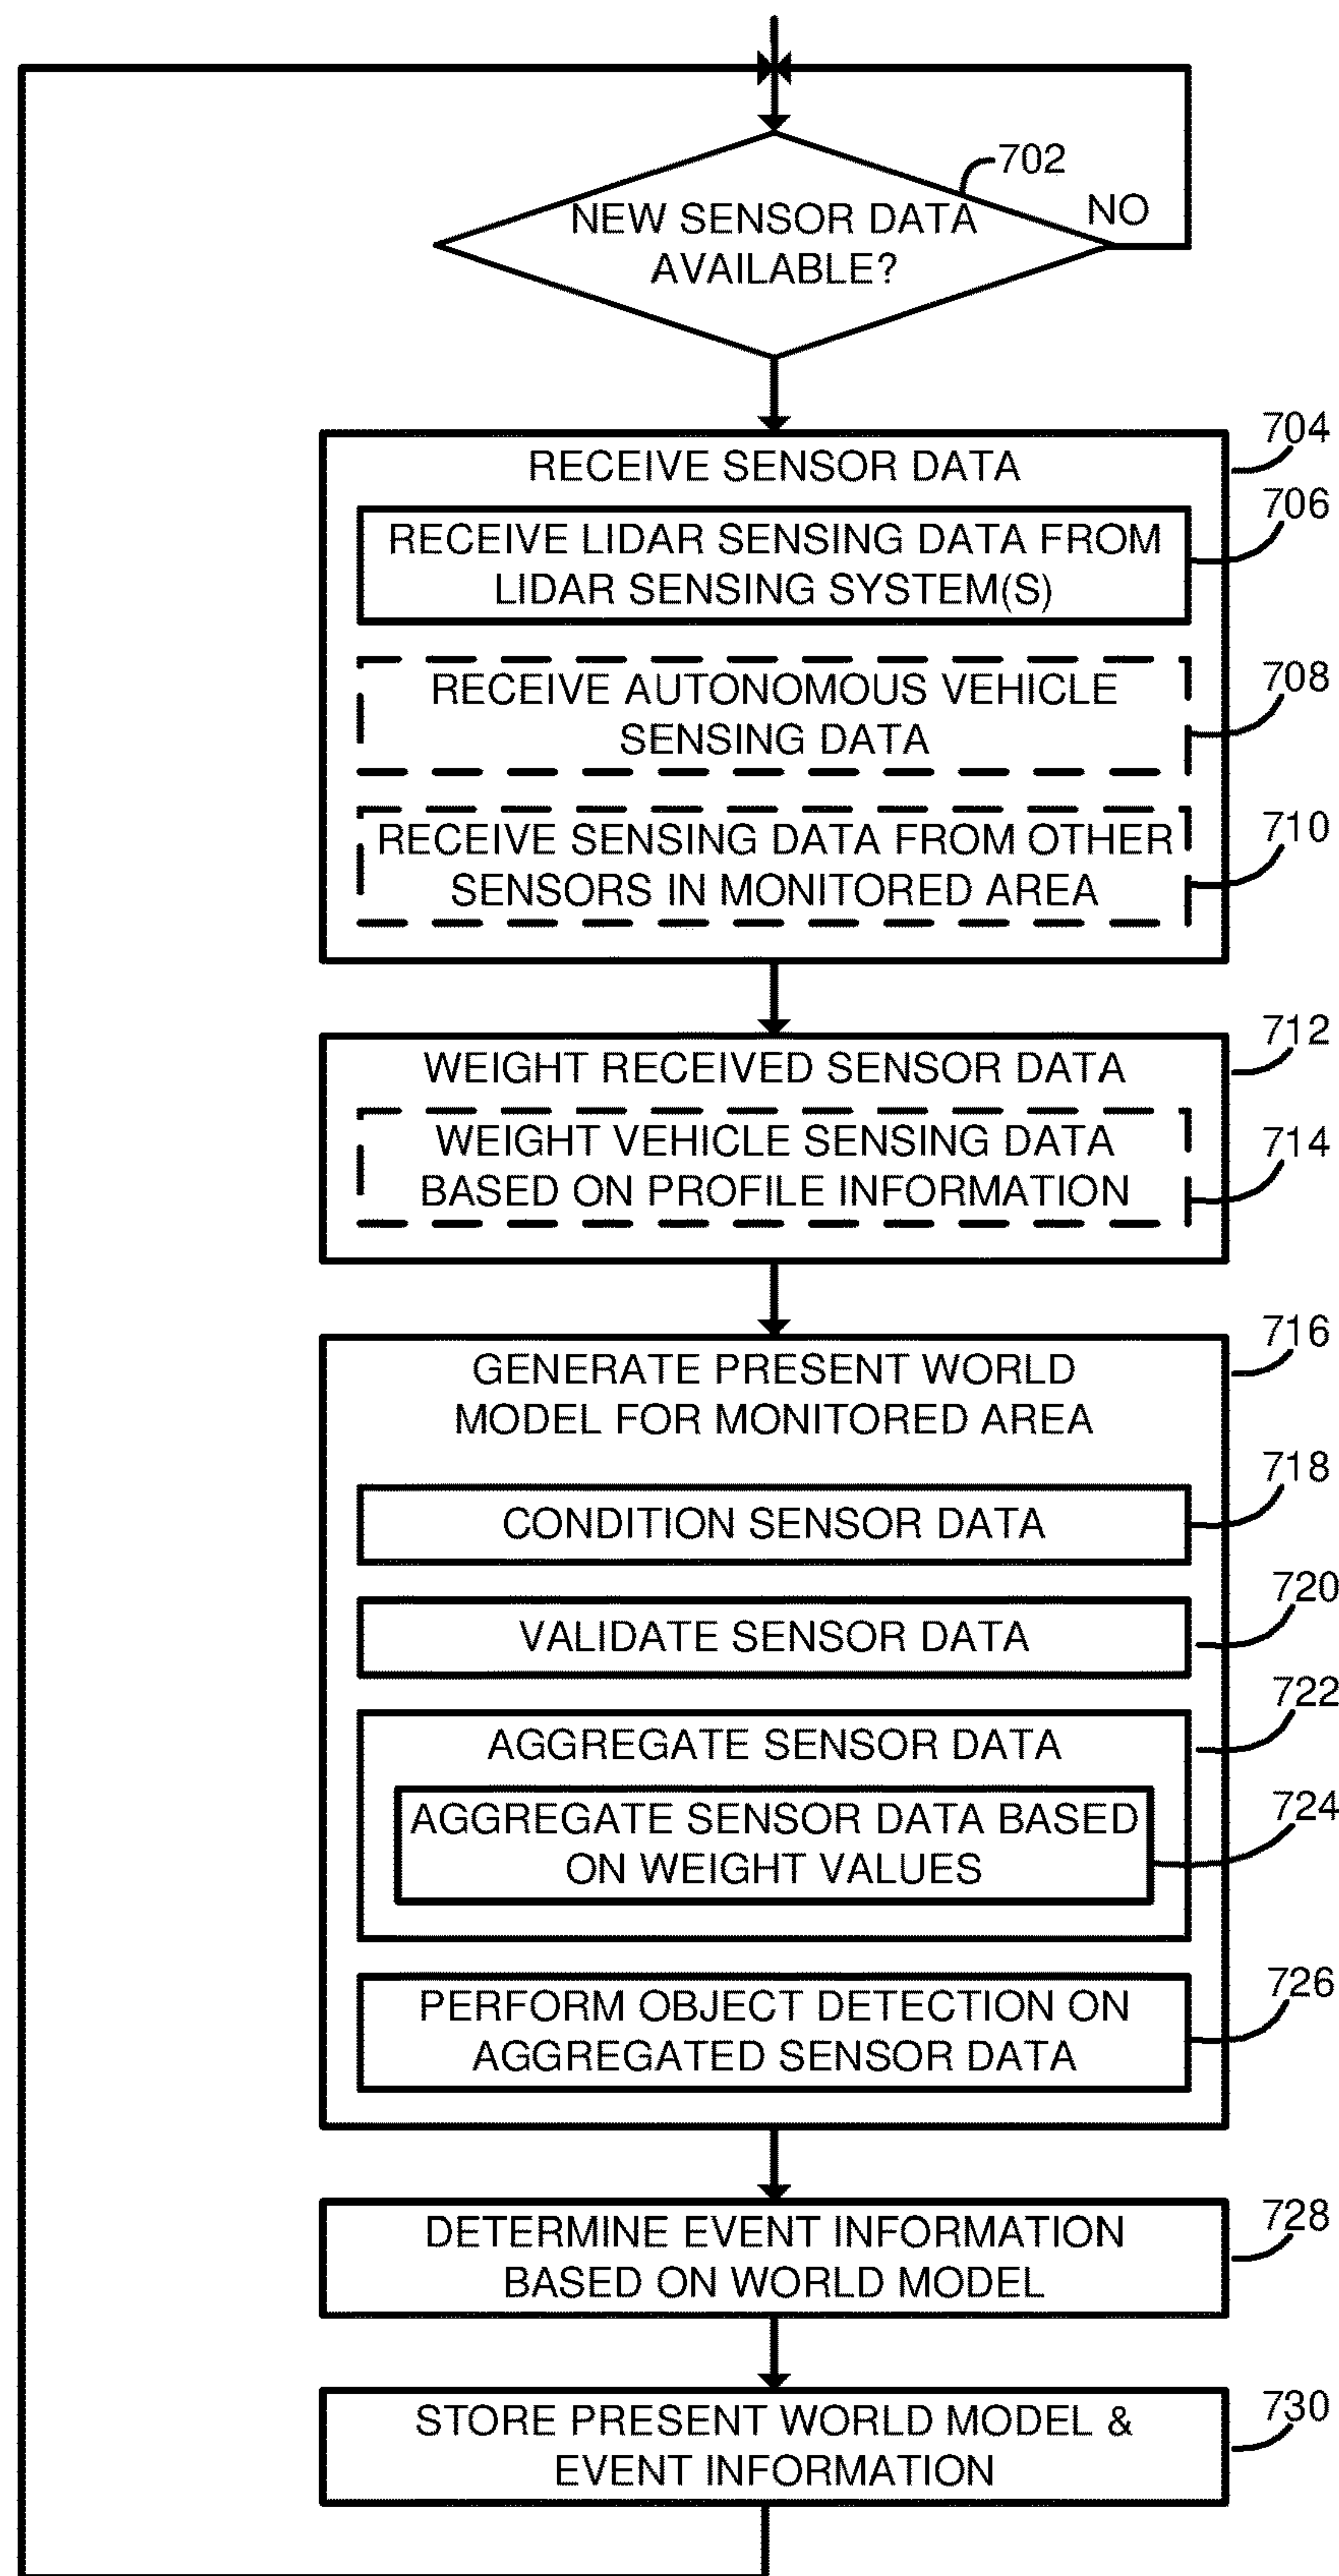 702
NEW SENSOR DATA
AVAILABLE?
NO
704
RECEIVE SENSOR DATA
706
RECEIVE LIDAR SENSING DATA FROM
LIDAR SENSING SYSTEM(S)
708
RECEIVE AUTONOMOUS VEHICLE
SENSING DATA
710
RECEIVE SENSING DATA FROM OTHER
SENSORS IN MONITORED AREA
712
WEIGHT RECEIVED SENSOR DATA
714
WEIGHT VEHICLE SENSING DATA
BASED ON PROFILE INFORMATION
716
GENERATE PRESENT WORLD
MODEL FOR MONITORED AREA
718
CONDITION SENSOR DATA
720
VALIDATE SENSOR DATA
722
AGGREGATE SENSOR DATA
724
AGGREGATE SENSOR DATA BASED
ON WEIGHT VALUES
726
PERFORM OBJECT DETECTION ON
AGGREGATED SENSOR DATA
728
DETERMINE EVENT INFORMATION
BASED ON WORLD MODEL
730
STORE PRESENT WORLD MODEL &
EVENT INFORMATION